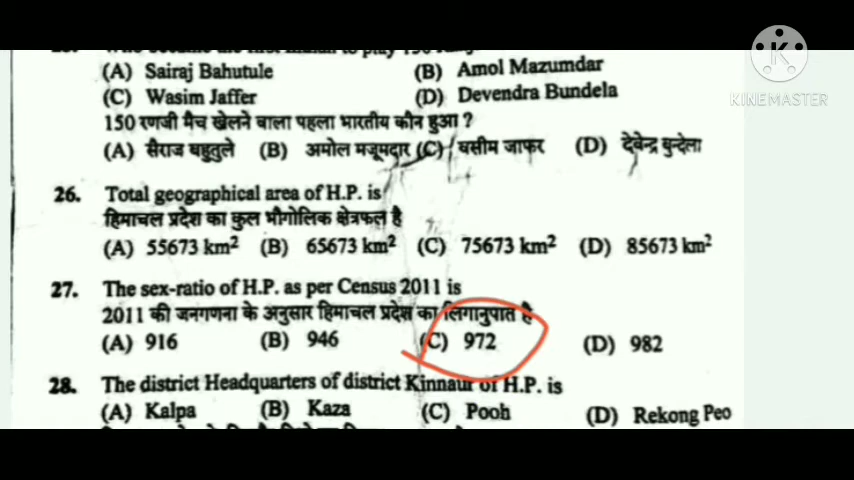 (A) Sairaj Bahutule (B) Amol Mazumdar
(C) Wasim Jaffer (D) Devendra Bundela
150 रणजी मैच खेलने वाला पहला भारतीय कौन हुआ ?
(A) सैराज बहुतुले (B) अमोल मजूमदार (C) वसीम जाफर (D) देवेन्द्र बुन्देला
26. Total geographical area of H.P. is
हिमाचल प्रदेश का कुल भौगोलिक क्षेत्रफल है
(A) 55673 km² (B) 65673 km² (C) 75673 km² (D) 85673 km²
27. The sex-ratio of H.P. as per Census 2011 is
2011 की जनगणना के अनुसार हिमाचल प्रदेश का लिंगानुपात है
(A) 916 (B) 946 (C) 972 (D) 982
28. The district Headquarters of district Kinnaur of H.P. is
(A) Kalpa (B) Kaza (C) Pooh (D) Rekong Peo
K
KINEMASTER